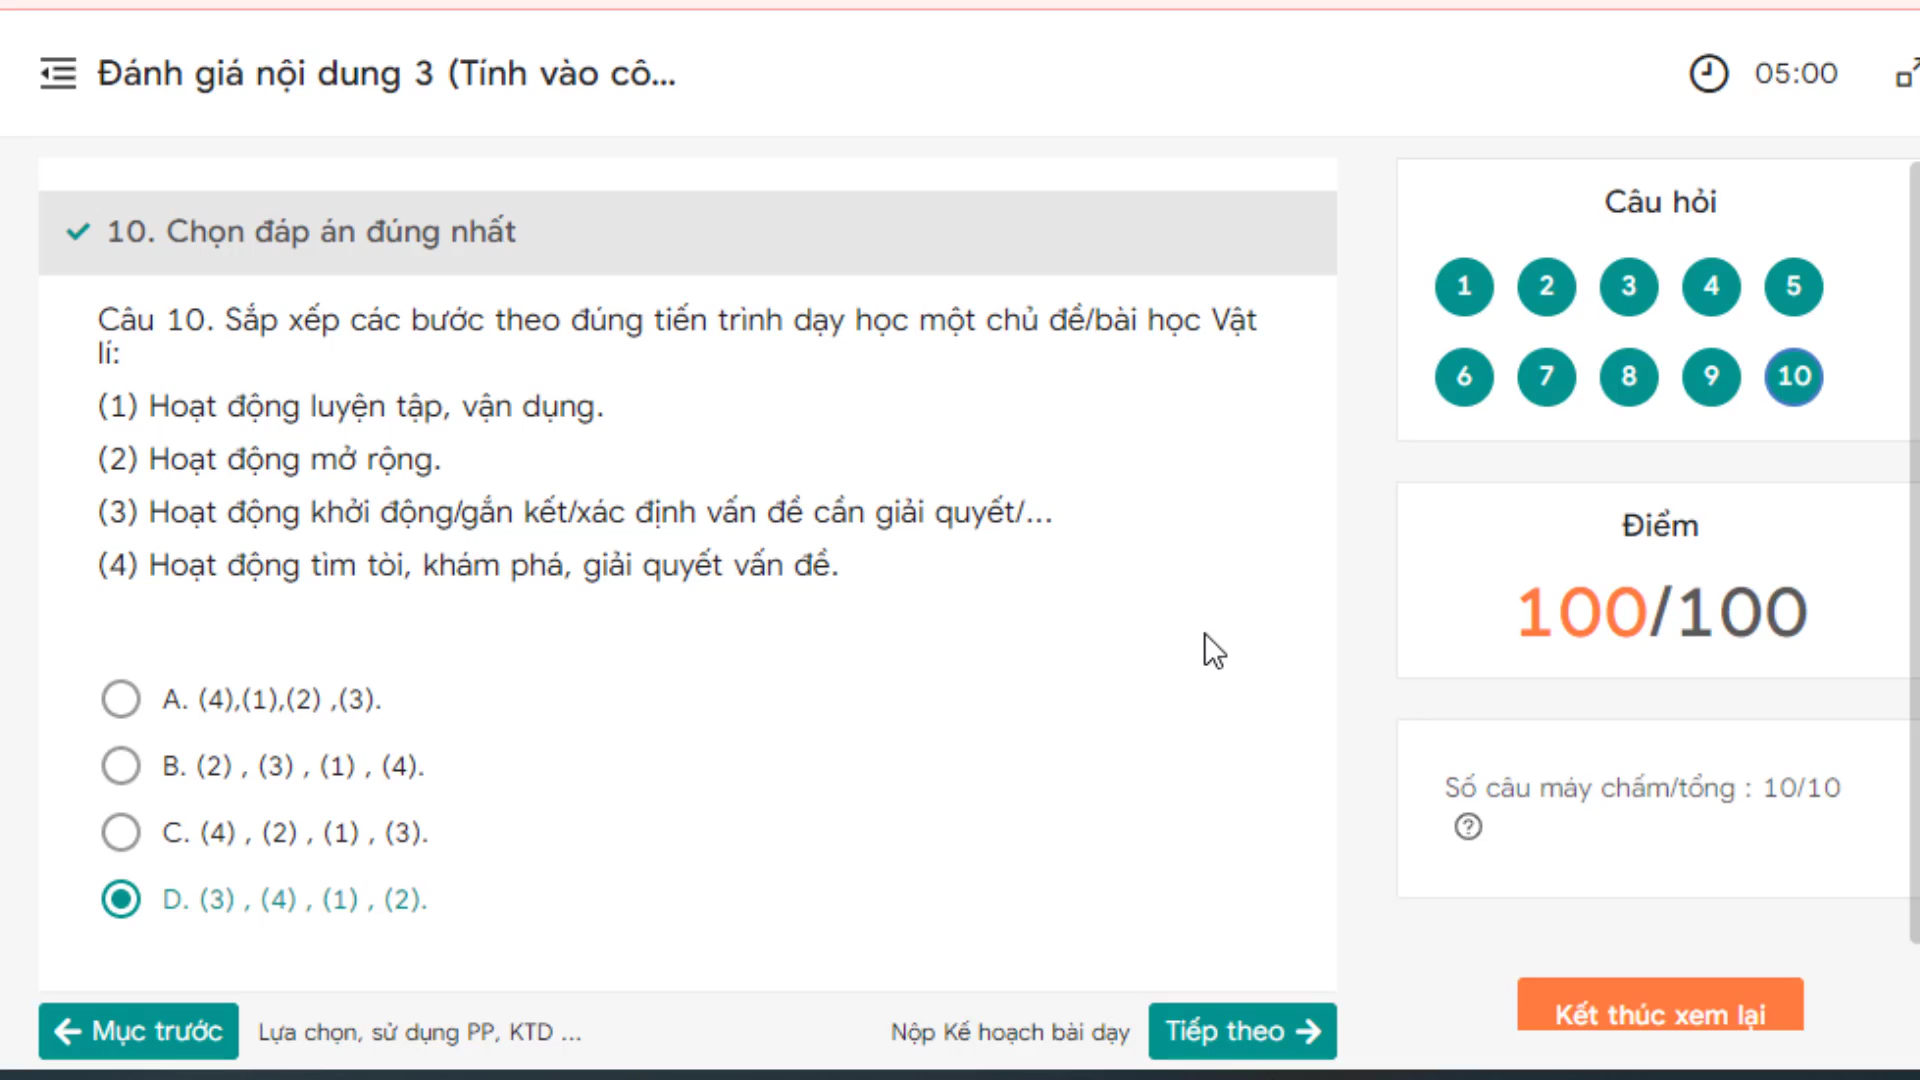 Đánh giá nội dung 3 (Tính vào cô...
05:00
10. Chọn đáp án đúng nhất
Câu 10. Sắp xếp các bước theo đúng tiến trình dạy học một chủ đề/bài học Vật
lí:
(1) Hoạt động luyện tập, vận dụng.
(2) Hoạt động mở rộng.
(3) Hoạt động khởi động/gắn kết/xác định vấn đề cần giải quyết/...
(4) Hoạt động tìm tòi, khám phá, giải quyết vấn đề.
A. (4),(1),(2) ,(3).
B. (2) , (3) , (1) , (4).
C. (4) , (2) , (1) , (3).
D. (3) , (4) , (1) , (2).
Mục trước
Lựa chọn, sử dụng PP, KTD ...
Nộp Kế hoạch bài dạy
Tiếp theo
Câu hỏi
1 2 3 4 5
6 7 8 9 10
Điểm
100/100
Số câu máy chấm/tổng : 10/10
?
Kết thúc xem lại